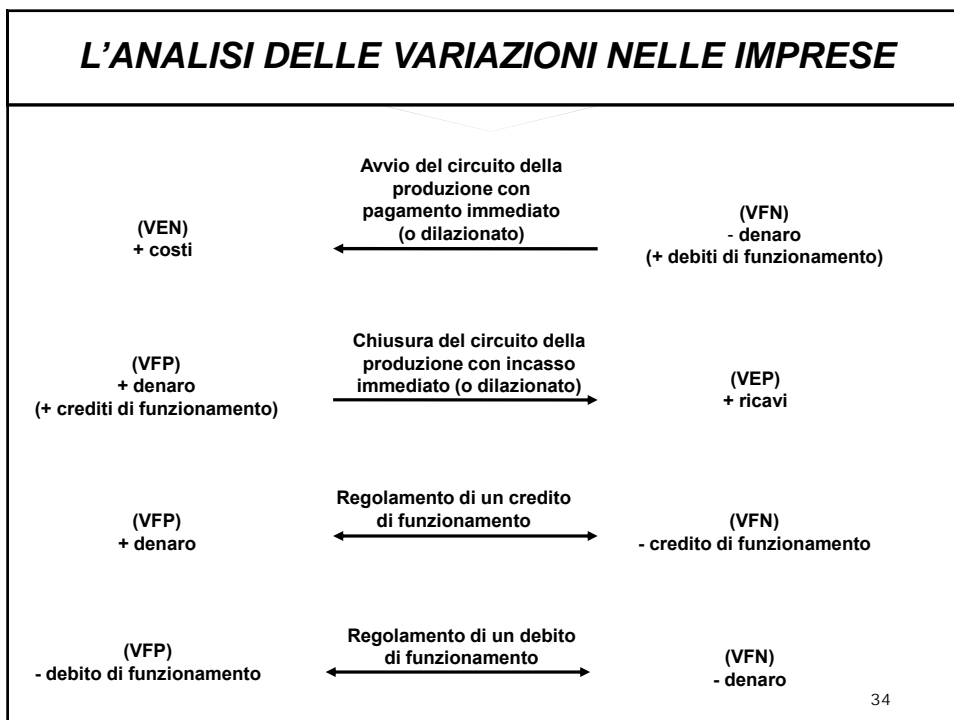 L'ANALISI DELLE VARIAZIONI NELLE IMPRESE
(VEN)
+ costi
Avvio del circuito della
produzione con
pagamento immediato
(o dilazionato)
(VFN)
- denaro
(+ debiti di funzionamento)
(VFP)
+ denaro
(+ crediti di funzionamento)
Chiusura del circuito della
produzione con incasso
immediato (o dilazionato)
(VEP)
+ ricavi
(VFP)
+ denaro
Regolamento di un credito
di funzionamento
(VFN)
- credito di funzionamento
(VFP)
- debito di funzionamento
Regolamento di un debito
di funzionamento
(VFN)
- denaro
34